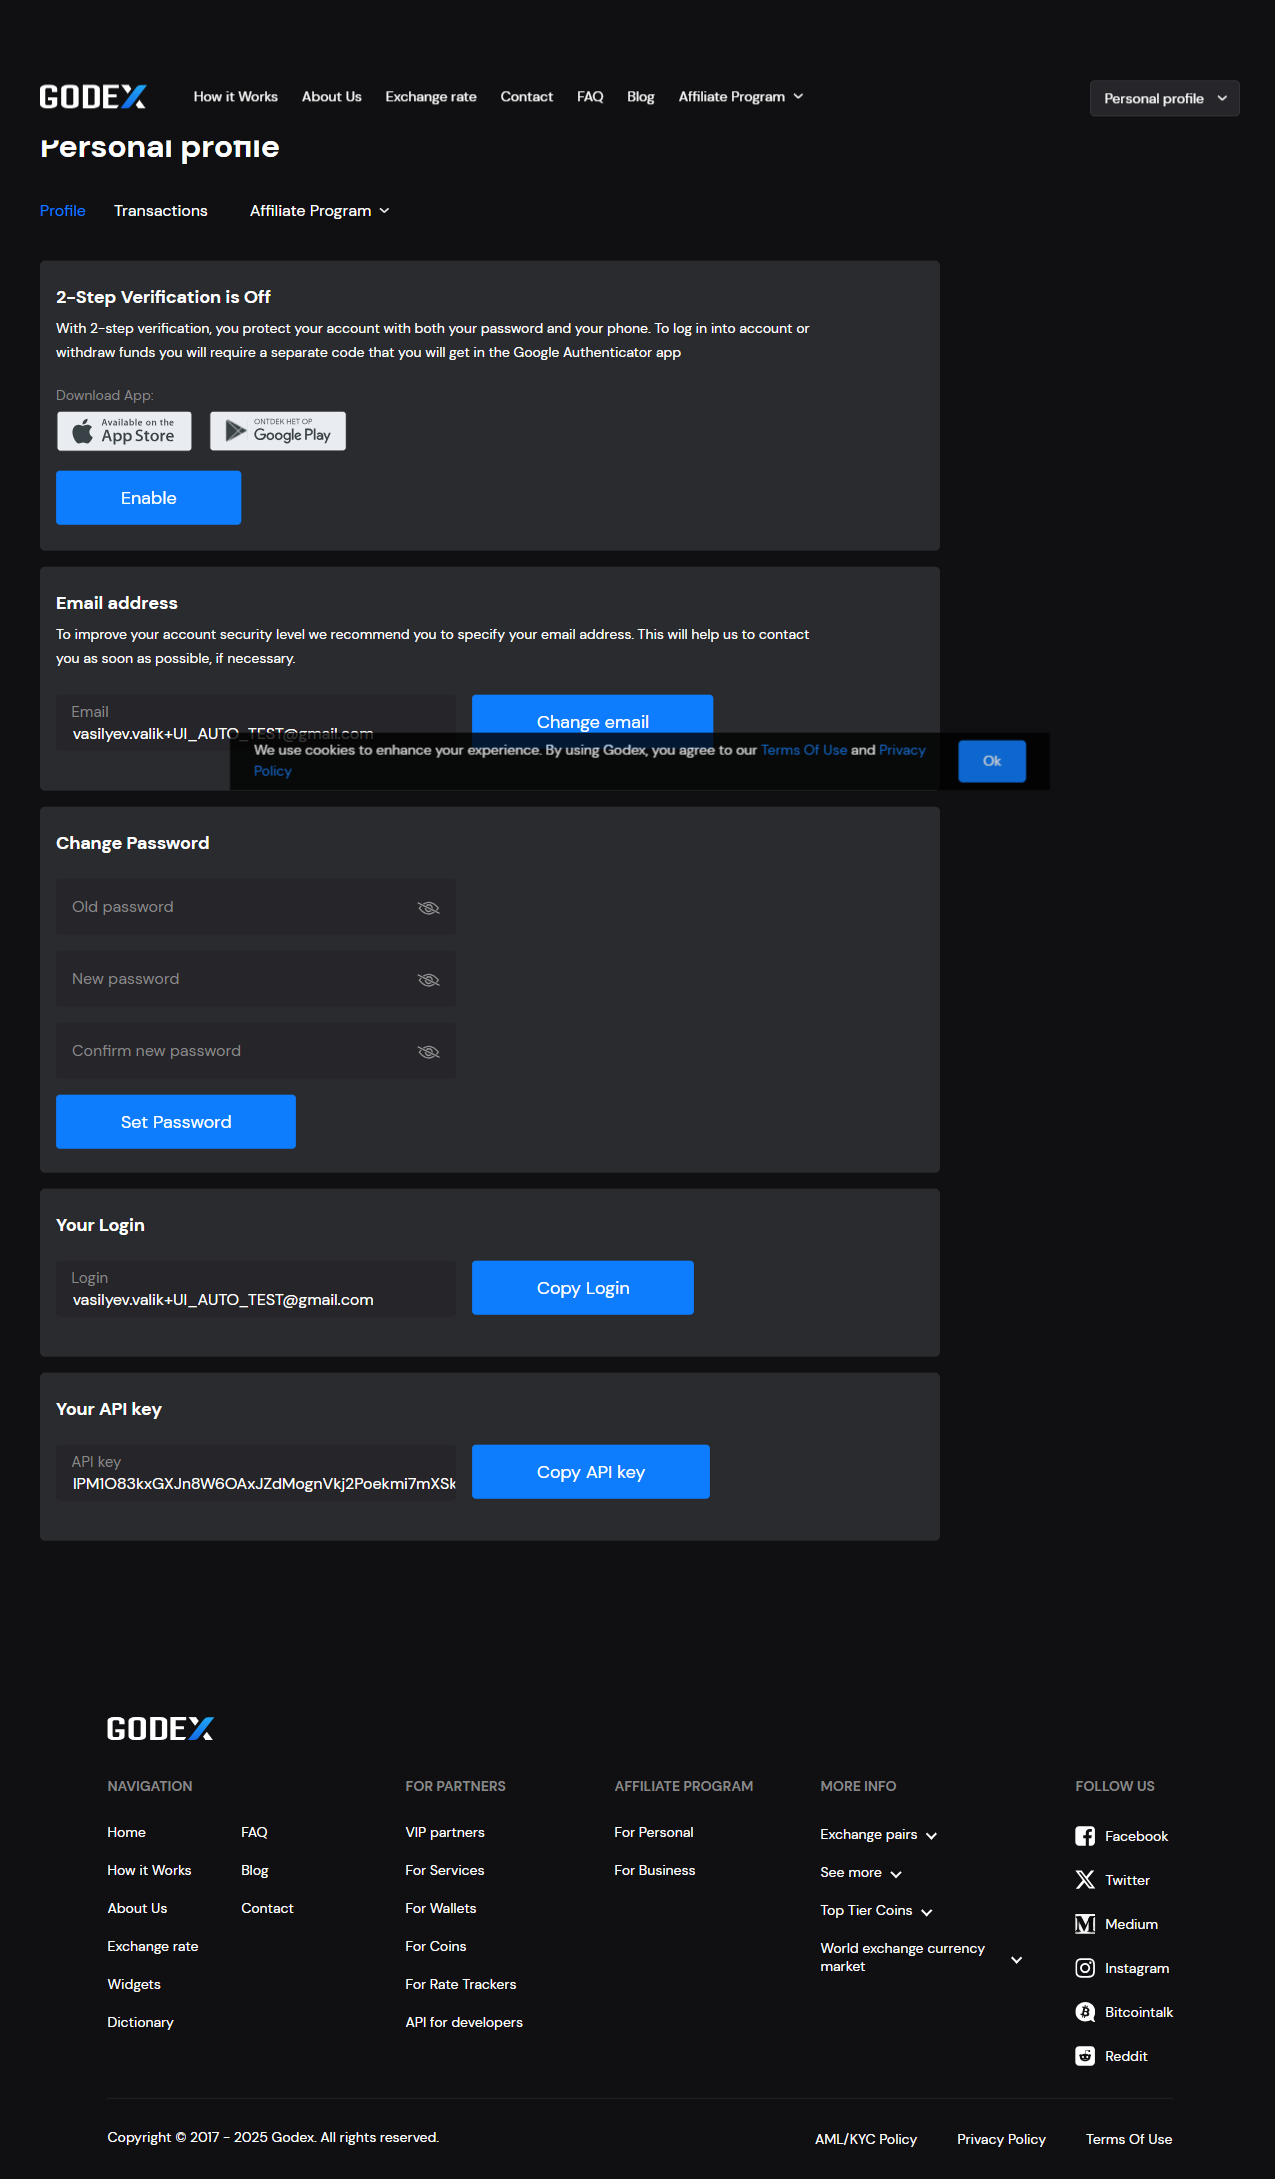 GODEX How it Works About Us Exchange rate Contact FAQ Blog Affiliate Program Personal profile
Personal profile
Profile Transactions Affiliate Program
2-Step Verification is Off
With 2-step verification, you protect your account with both your password and your phone. To log in into account or
withdraw funds you will require a separate code that you will get in the Google Authenticator app
Download App:
Available on the
App Store
ONTDEK HET OP
Google Play
Enable
Email address
To improve your account security level we recommend you to specify your email address. This will help us to contact
you as soon as possible, if necessary.
Email
vasilyev.valik+UI_AUTO_TEST@gmail.com
Change email
We use cookies to enhance your experience. By using Godex, you agree to our Terms Of Use and Privacy
Policy
Ok
Change Password
Old password
New password
Confirm new password
Set Password
Your Login
Login
vasilyev.valik+UI_AUTO_TEST@gmail.com
Copy Login
Your API key
API key
Copy API key
GODEX
NAVIGATION
Home
How it Works
About Us
Exchange rate
Widgets
Dictionary
FAQ
Blog
Contact
FOR PARTNERS
VIP partners
For Services
For Wallets
For Coins
For Rate Trackers
API for developers
AFFILIATE PROGRAM
For Personal
For Business
MORE INFO
Exchange pairs
See more
Top Tier Coins
World exchange currency
market
FOLLOW US
Facebook
Twitter
Medium
Instagram
Bitcointalk
Reddit
Copyright © 2017 - 2025 Godex. All rights reserved.
AML/KYC Policy Privacy Policy Terms Of Use